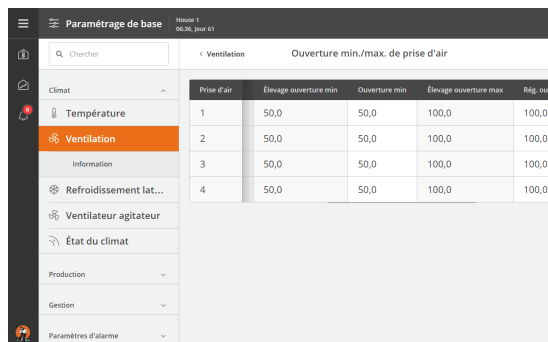 Paramétrage de base
House 1
06:36, Jour 61
Chercher
< Ventilation
Ouverture min./max. de prise d'air
Climat
Température
Ventilation
Information
Refroidissement lat...
Ventilateur agitateur
État du climat
Production
Gestion
Paramètres d'alarme
Prise d'air Élevage ouverture min Ouverture min Élevage ouverture max Rég. ou
1 50,0 50,0 100,0 100,0
2 50,0 50,0 100,0 100,0
3 50,0 50,0 100,0 100,0
4 50,0 50,0 100,0 100,0